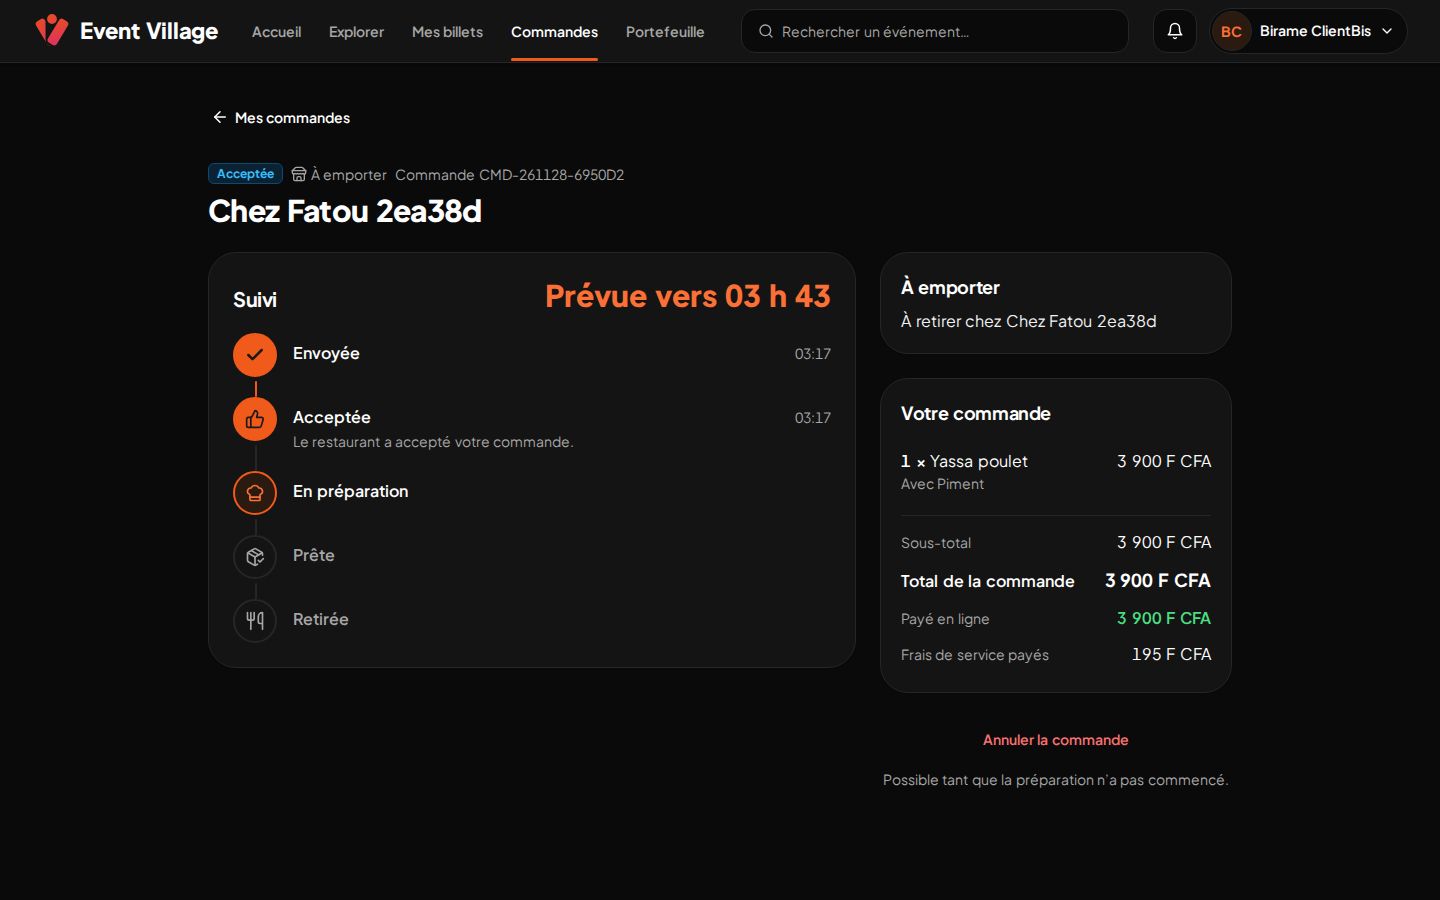 Event Village
Accueil
Explorer
Mes billets
Commandes
Portefeuille
Rechercher un événement…
BC
Birame ClientBis
Mes commandes
Acceptée
À emporter
Commande CMD-261128-6950D2
Chez Fatou 2ea38d
Suivi
Prévue vers 03 h 43
Envoyée
03:17
Acceptée
03:17
Le restaurant a accepté votre commande.
En préparation
Prête
Retirée
À emporter
À retirer chez Chez Fatou 2ea38d
Votre commande
1 × Yassa poulet
3 900 F CFA
Avec Piment
Sous-total
3 900 F CFA
Total de la commande
3 900 F CFA
Payé en ligne
3 900 F CFA
Frais de service payés
195 F CFA
Annuler la commande
Possible tant que la préparation n’a pas commencé.